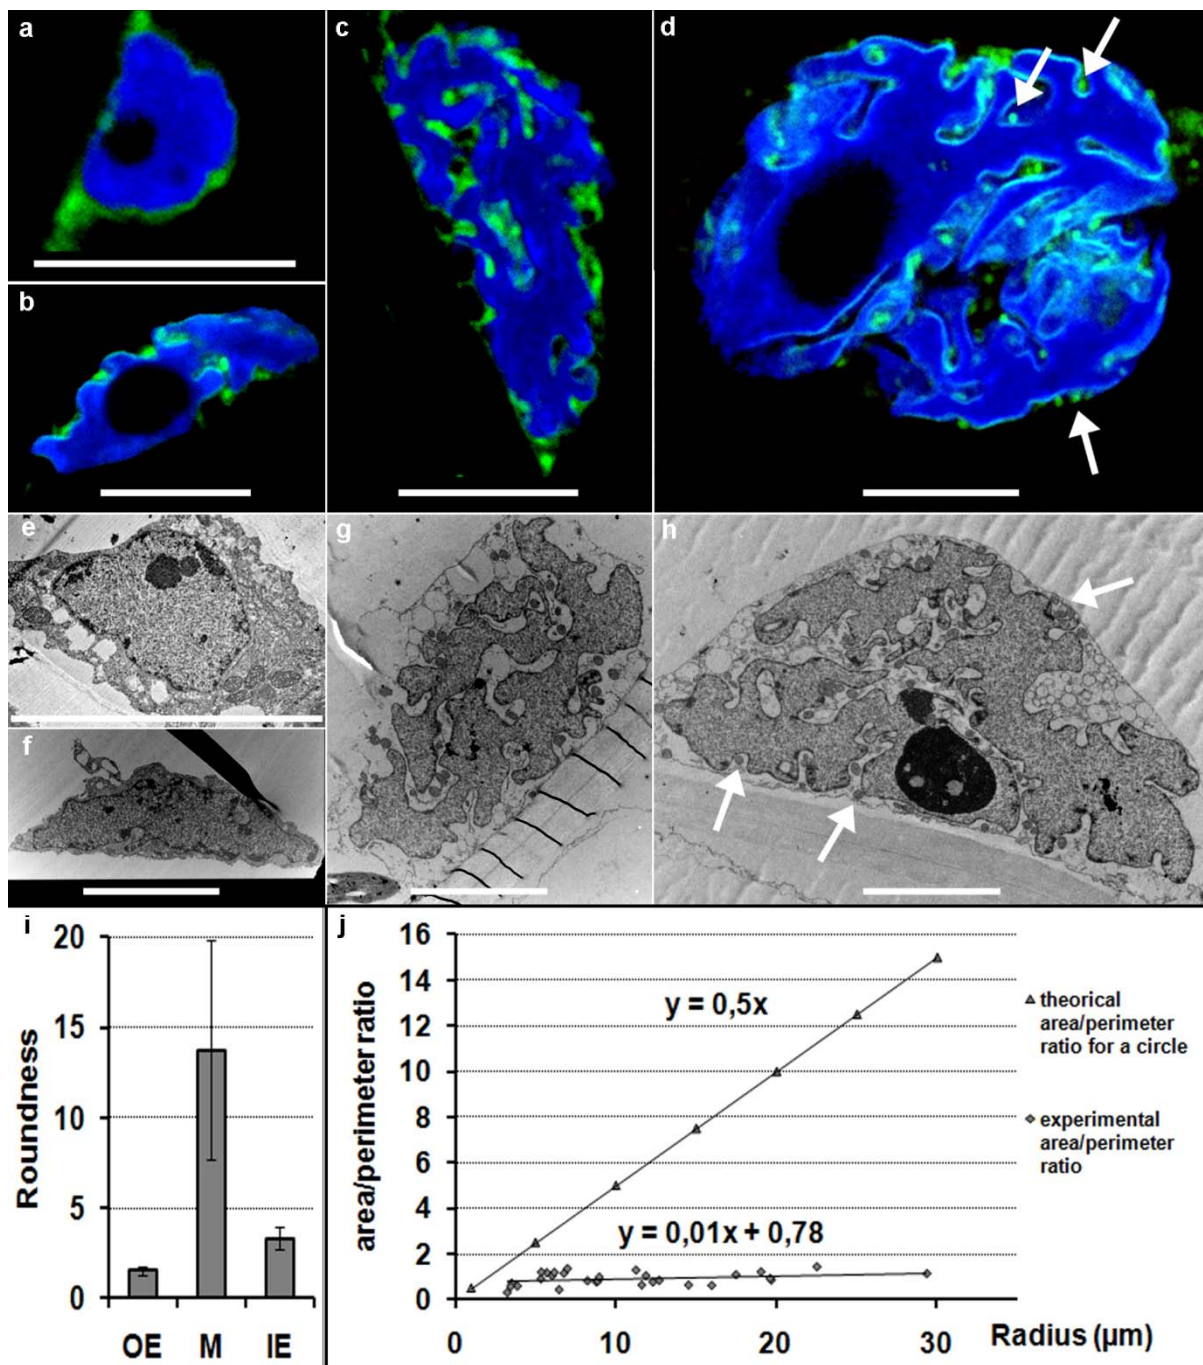 a
b
c
d
e
f
g
h
i
Roundness
20
15
10
5
0
OE M IE
j
area/perimeter ratio
16
14
12
10
8
6
4
2
0
y = 0,5x
y = 0,01x + 0,78
0 10 20 30 Radius (µm)
theorical
area/perimeter
ratio for a circle
experimental
area/perimeter
ratio